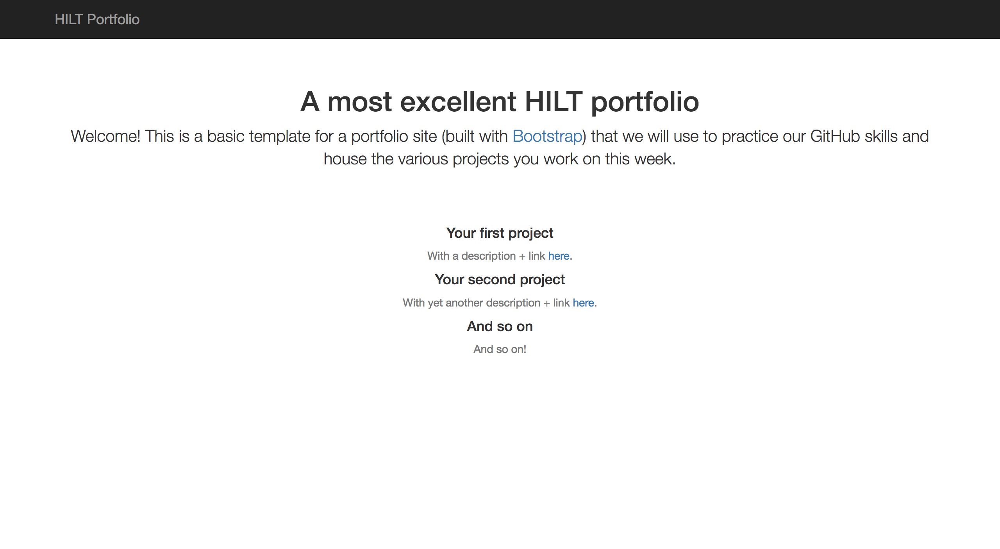 HILT Portfolio
A most excellent HILT portfolio
Welcome! This is a basic template for a portfolio site (built with Bootstrap) that we will use to practice our GitHub skills and
house the various projects you work on this week.
Your first project
With a description + link here.
Your second project
With yet another description + link here.
And so on
And so on!